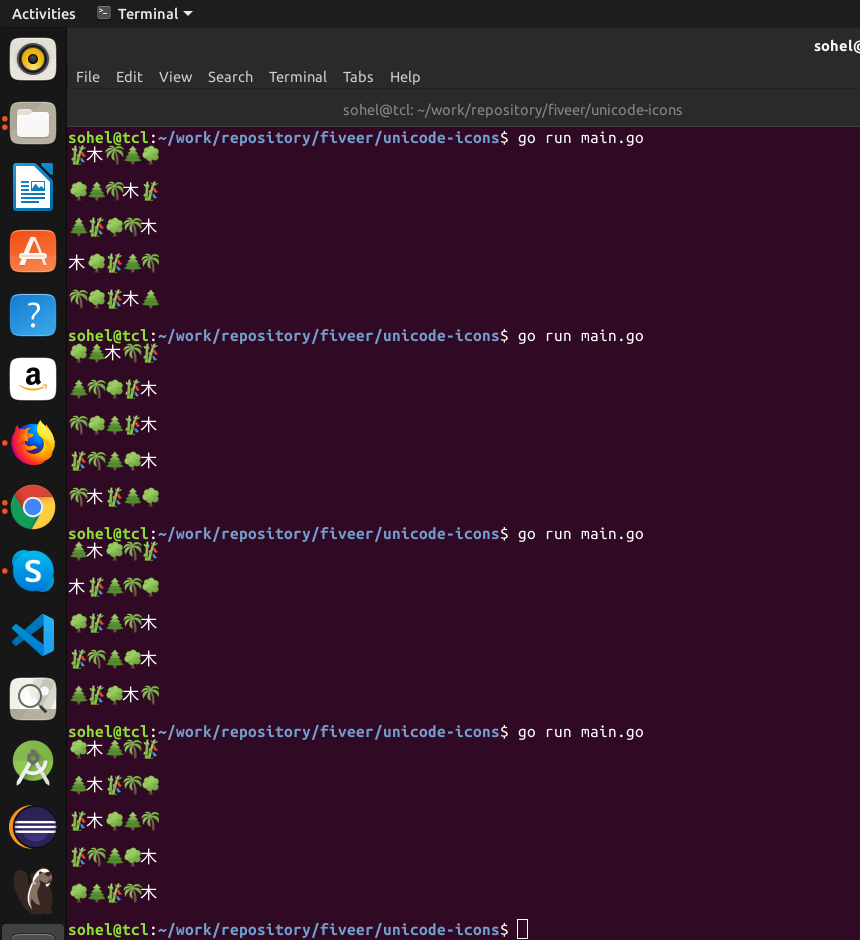 Activities Terminal
sohel@
File Edit View Search Terminal Tabs Help
sohel@tcl: ~/work/repository/fiveer/unicode-icons
sohel@tcl:~/work/repository/fiveer/unicode-icons$ go run main.go
🎋木🌴🌲🌳
🌳🌲🌴木🎋
🌲🎋🌳🌴木
木🌳🎋🌲🌴
🌴🌳🎋木🌲
sohel@tcl:~/work/repository/fiveer/unicode-icons$ go run main.go
🌳🌲木🌴🎋
🌲🌴🌳🎋木
🌴🌳🌲🎋木
🎋🌴🌲🌳木
🌴木🎋🌲🌳
sohel@tcl:~/work/repository/fiveer/unicode-icons$ go run main.go
🌲木🌳🌴🎋
木🎋🌲🌴🌳
🌳🎋🌲🌴木
🎋🌴🌲🌳木
🌲🎋🌳木🌴
sohel@tcl:~/work/repository/fiveer/unicode-icons$ go run main.go
🌳木🌲🌴🎋
🌲木🎋🌴🌳
🎋木🌳🌲🌴
🎋🌴🌲🌳木
🌳🌲🎋🌴木
sohel@tcl:~/work/repository/fiveer/unicode-icons$